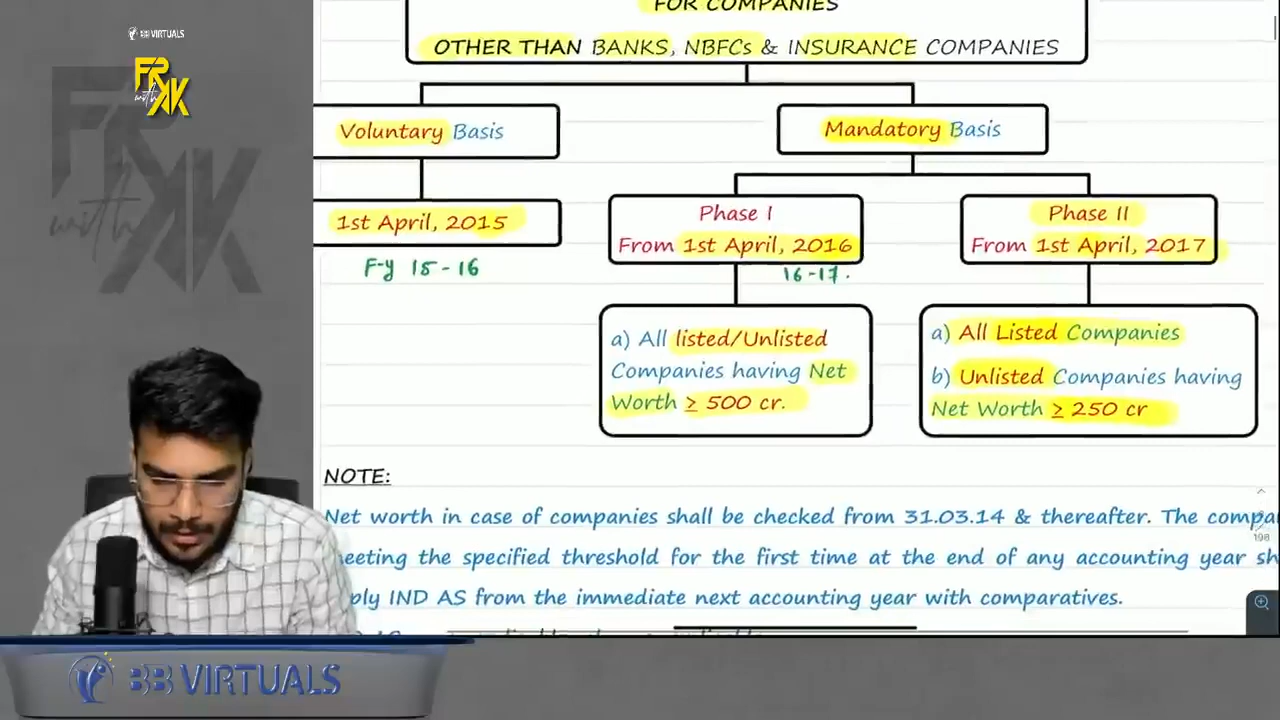 BB VIRTUALS
FR
with
KK
FOR COMPANIES
OTHER THAN BANKS, NBFCs & INSURANCE COMPANIES
Voluntary Basis
Mandatory Basis
1st April, 2015
F-y 15-16
Phase I
From 1st April, 2016
16-17.
Phase II
From 1st April, 2017
a) All listed/Unlisted
Companies having Net
Worth ≥ 500 cr.
a) All Listed Companies
b) Unlisted Companies having
Net Worth ≥ 250 cr
NOTE:
Net worth in case of companies shall be checked from 31.03.14 & thereafter. The compa
eeting the specified threshold for the first time at the end of any accounting year sh
ply IND AS from the immediate next accounting year with comparatives.
198
BB VIRTUALS